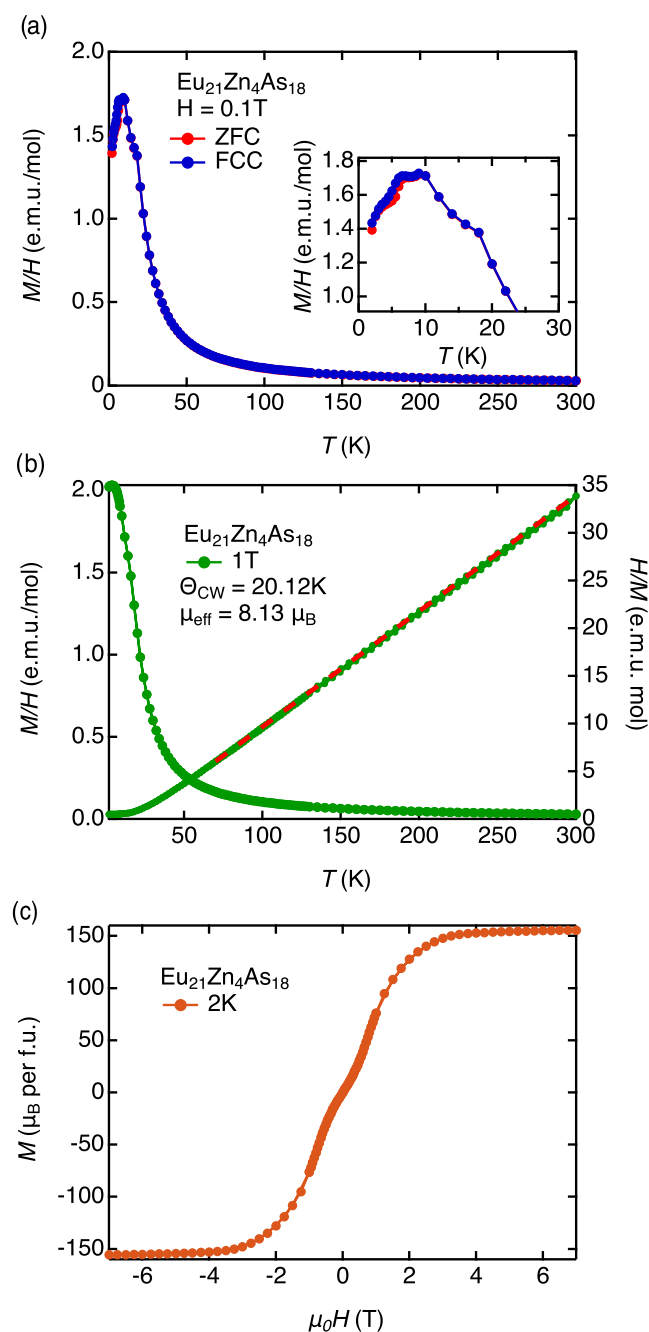 (a)
2.0
1.5
1.0
0.5
0
M/H (e.m.u./mol)
Eu21Zn4As18
H = 0.1T
ZFC
FCC
1.8
1.6
1.4
1.2
1.0
M/H (e.m.u./mol)
0 10 20 30
T (K)
0 50 100 150 200 250 300
T (K)
(b)
2.0
1.5
1.0
0.5
0.0
M/H (e.m.u./mol)
Eu21Zn4As18
1T
ΘCW = 20.12K
μeff = 8.13 μB
35
30
25
20
15
10
5
0
H/M (e.m.u. mol)
50 100 150 200 250 300
T (K)
(c)
150
100
50
0
-50
-100
-150
M (μB per f.u.)
Eu21Zn4As18
2K
-6 -4 -2 0 2 4 6
μ0H (T)